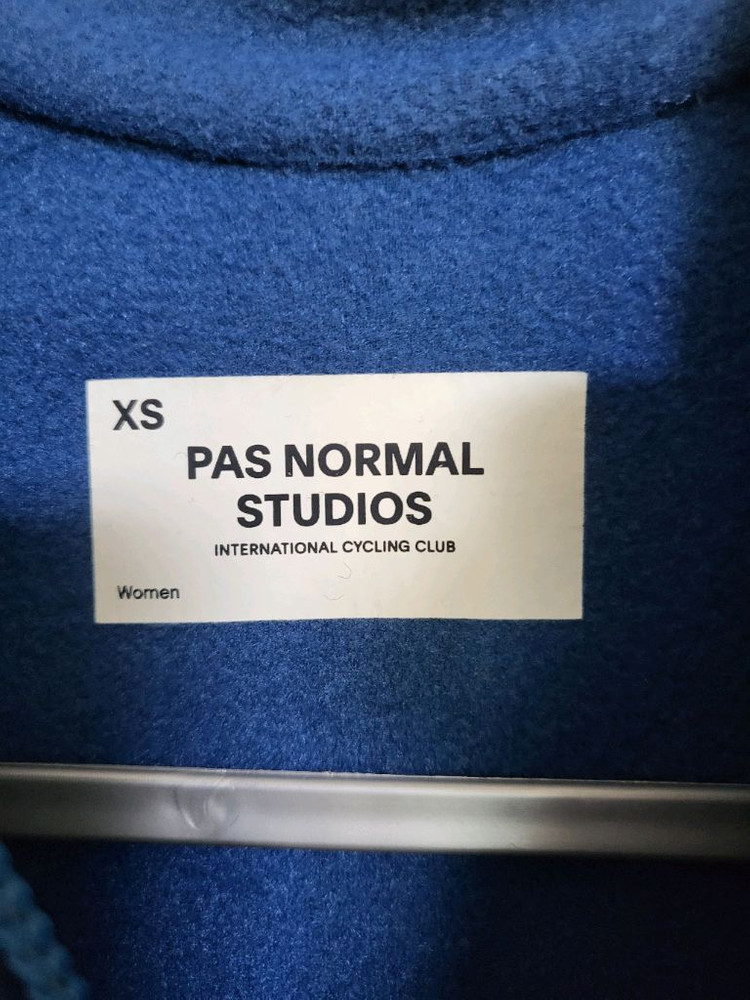 XS
PAS NORMAL
STUDIOS
INTERNATIONAL CYCLING CLUB
Women